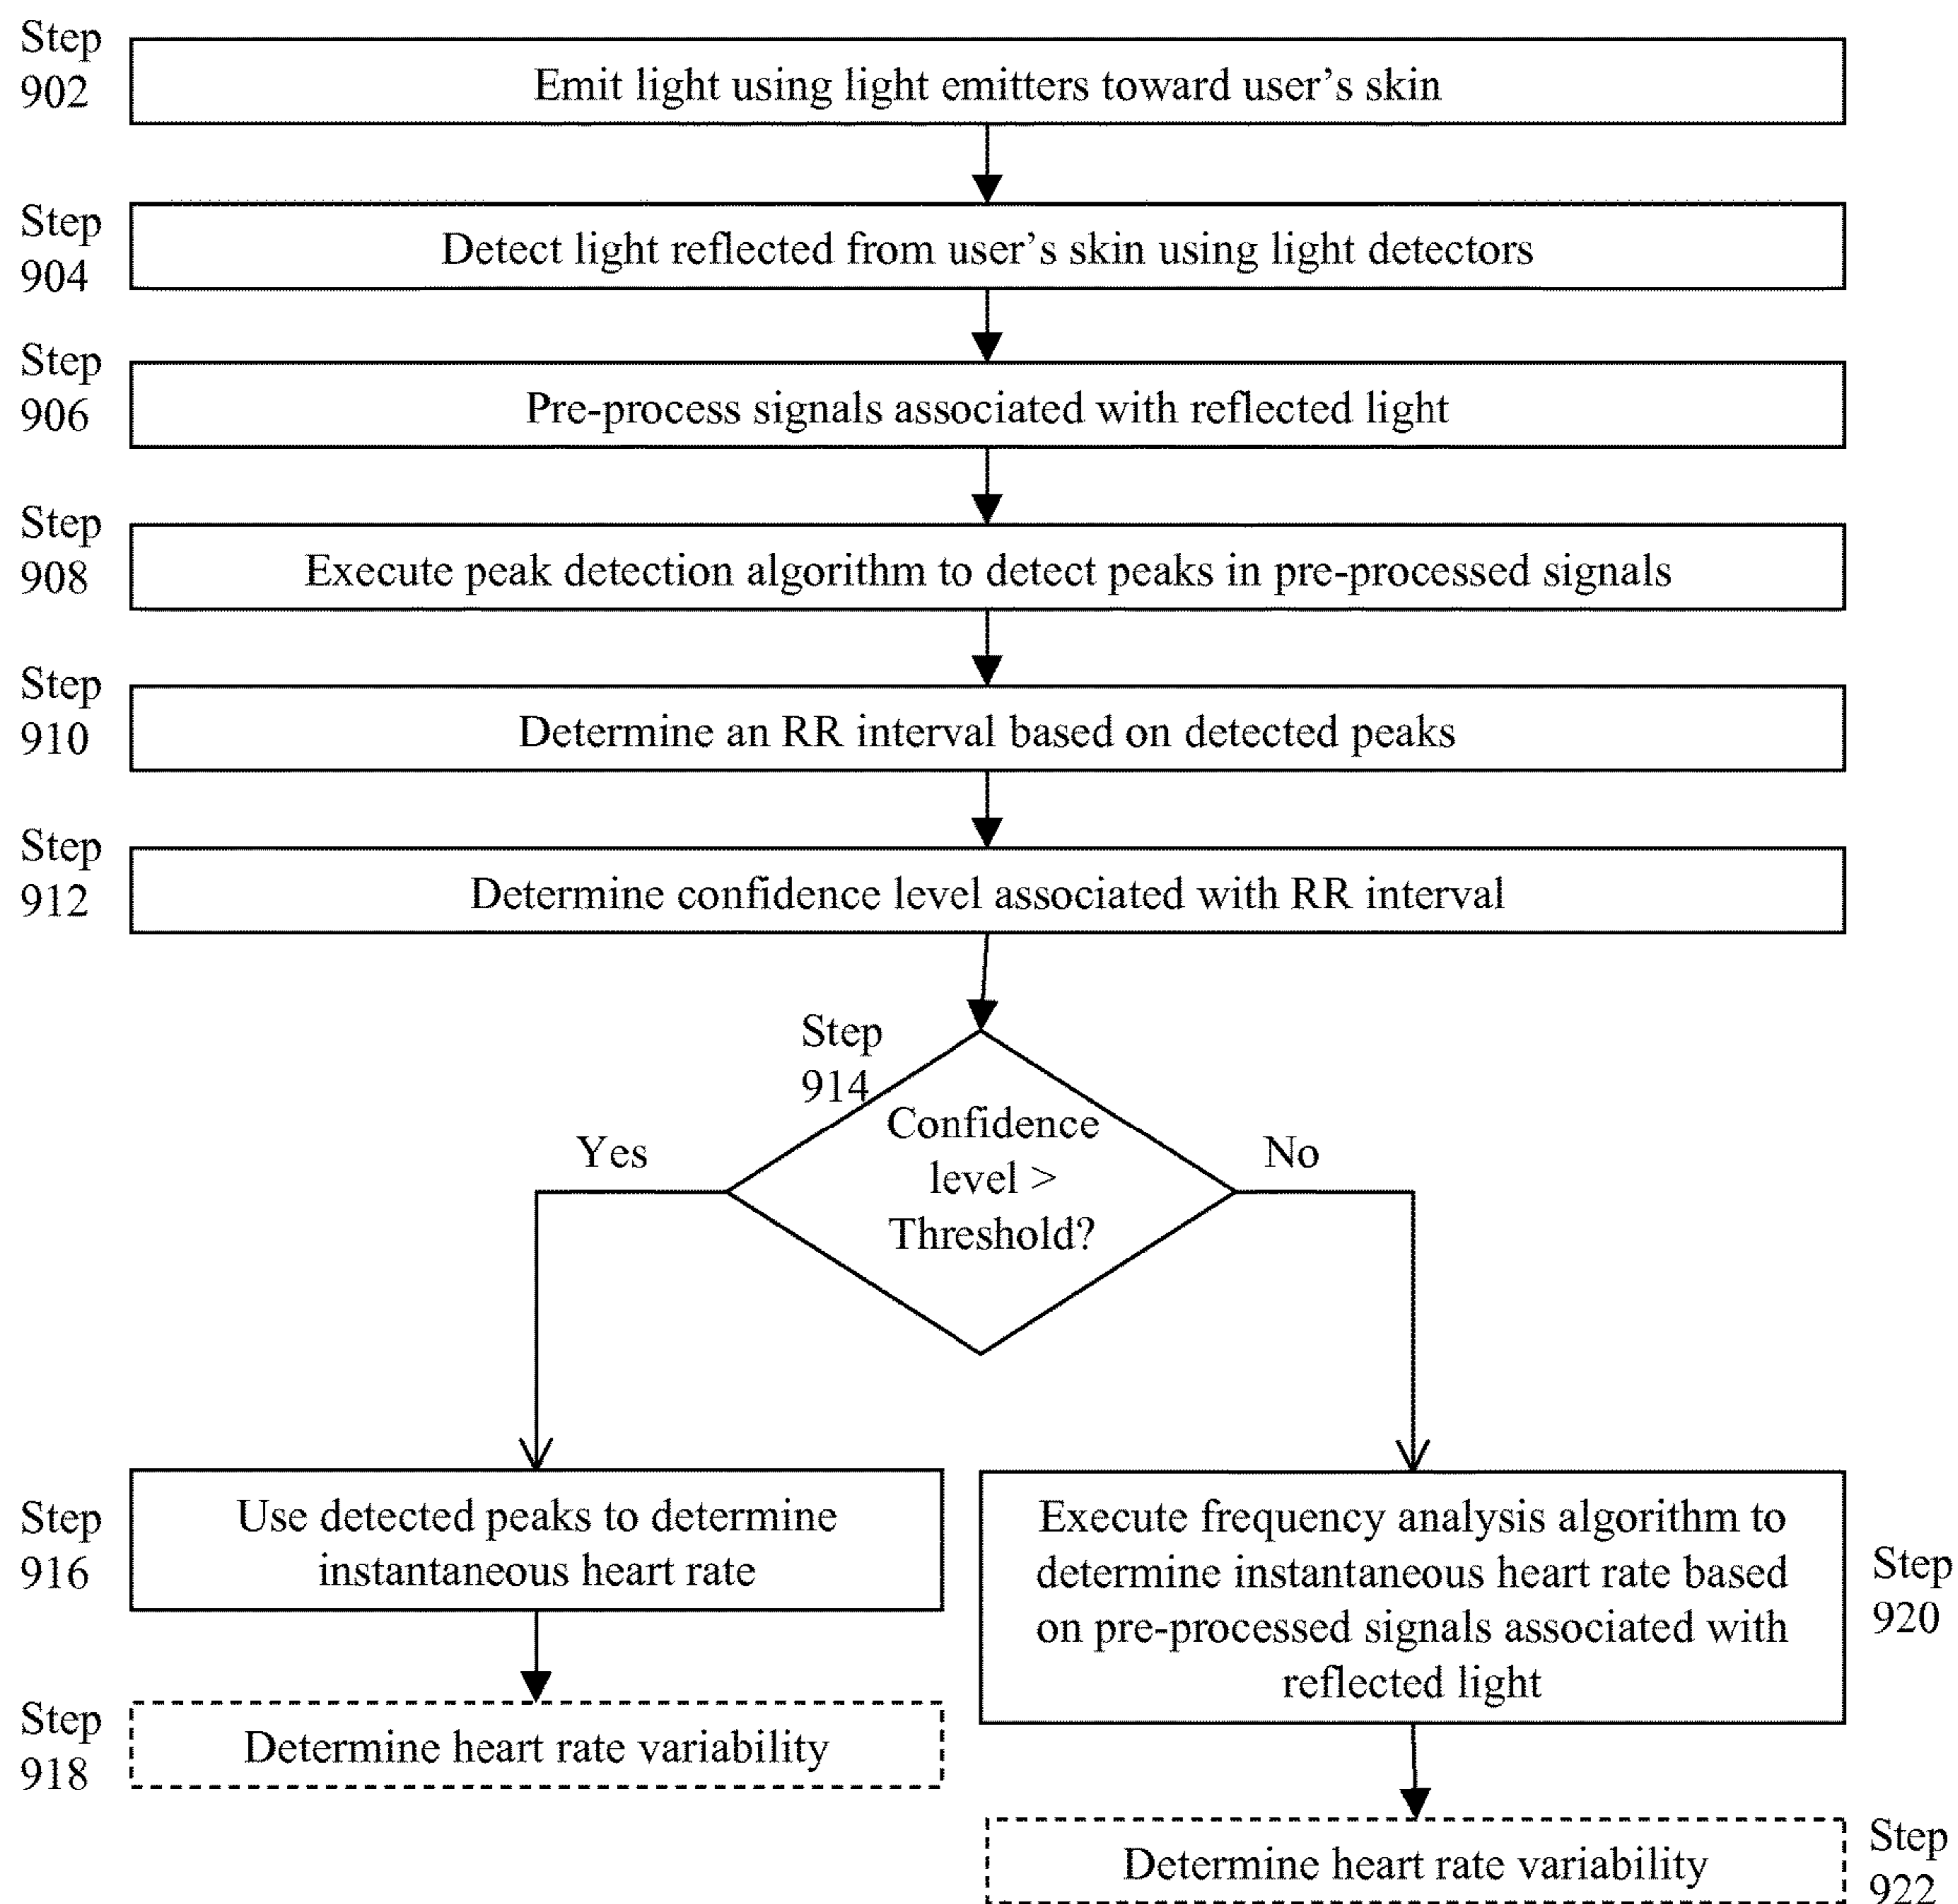 Step
902
Emit light using light emitters toward user's skin
Step
904
Detect light reflected from user's skin using light detectors
Step
906
Pre-process signals associated with reflected light
Step
908
Execute peak detection algorithm to detect peaks in pre-processed signals
Step
910
Determine an RR interval based on detected peaks
Step
912
Determine confidence level associated with RR interval
Step
914
Confidence
level >
Threshold?
Yes
No
Step
916
Use detected peaks to determine
instantaneous heart rate
Execute frequency analysis algorithm to
determine instantaneous heart rate based
on pre-processed signals associated with
reflected light
Step
920
Step
918
Determine heart rate variability
Determine heart rate variability
Step
922